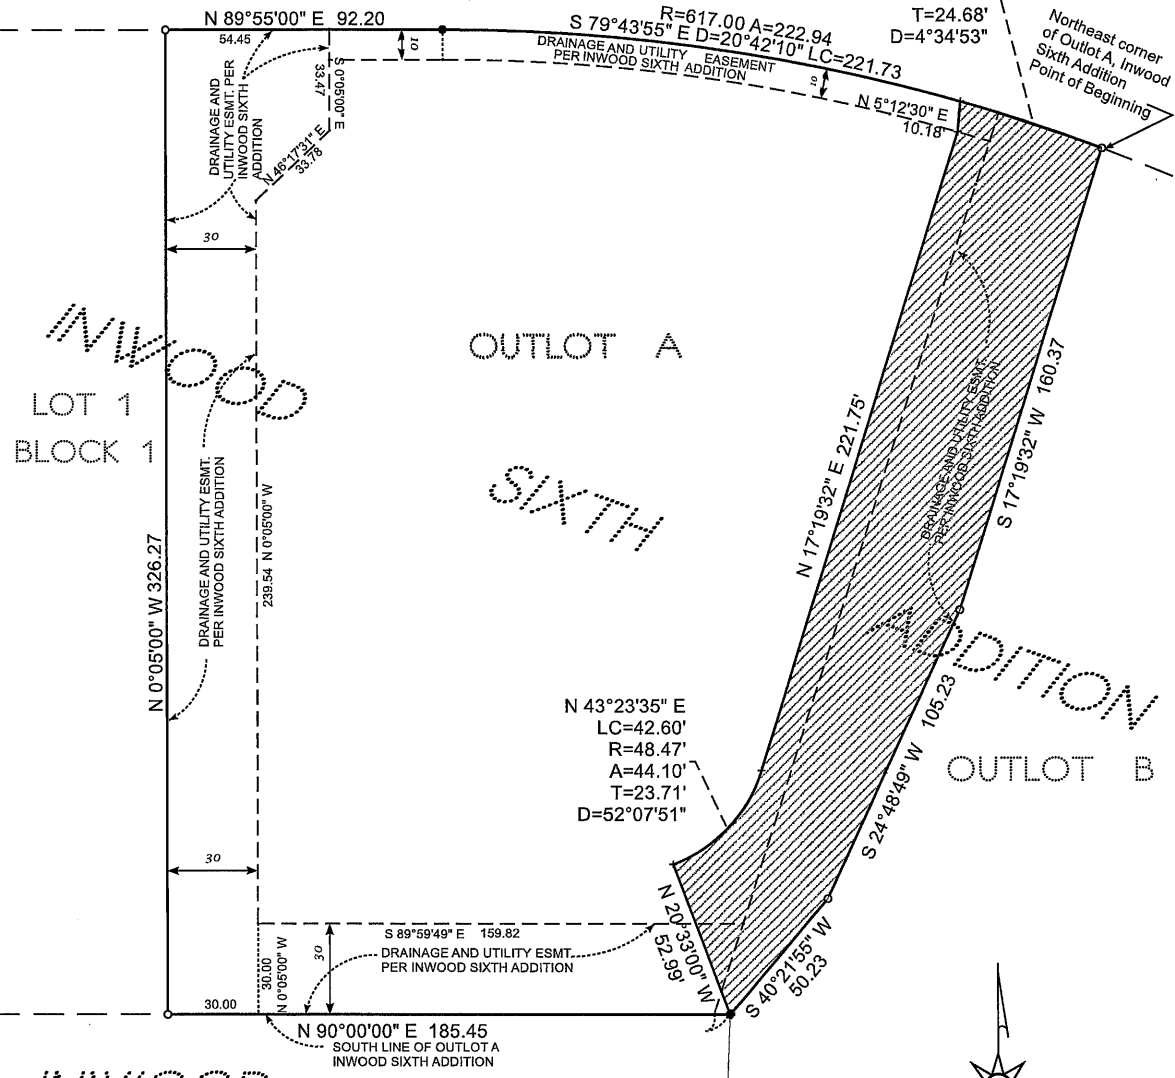 N 89°55'00" E 92.20
54.45
R=617.00 A=222.94
S 79°43'55" E D=20°42'10" LC=221.73
DRAINAGE AND UTILITY EASEMENT
PER INWOOD SIXTH ADDITION
10
10
T=24.68'
D=4°34'53"
Northeast corner
of Outlot A, Inwood
Sixth Addition
Point of Beginning
N 5°12'30" E
10.18'
S 0°05'00" E
33.47
N 46°17'31" E
33.78
DRAINAGE AND
UTILITY ESMT. PER
INWOOD SIXTH
ADDITION
30
INWOOD
OUTLOT A
LOT 1
BLOCK 1
SIXTH
N 0°05'00" W 326.27
DRAINAGE AND UTILITY ESMT.
PER INWOOD SIXTH ADDITION
239.54 N 0°05'00" W
N 17°19'32" E 221.75'
DRAINAGE AND UTILITY ESMT.
PER INWOOD SIXTH ADDITION
S 17°19'32" W 160.37
ADDITION
OUTLOT B
S 24°48'49" W 105.23
N 43°23'35" E
LC=42.60'
R=48.47'
A=44.10'
T=23.71'
D=52°07'51"
30
N 20°33'00" W
52.99'
S 40°21'55" W
50.23
S 89°59'49" E 159.82
DRAINAGE AND UTILITY ESMT.
PER INWOOD SIXTH ADDITION
30
30.00
N 0°05'00" W
30.00
N 90°00'00" E 185.45
SOUTH LINE OF OUTLOT A
INWOOD SIXTH ADDITION
INWOOD